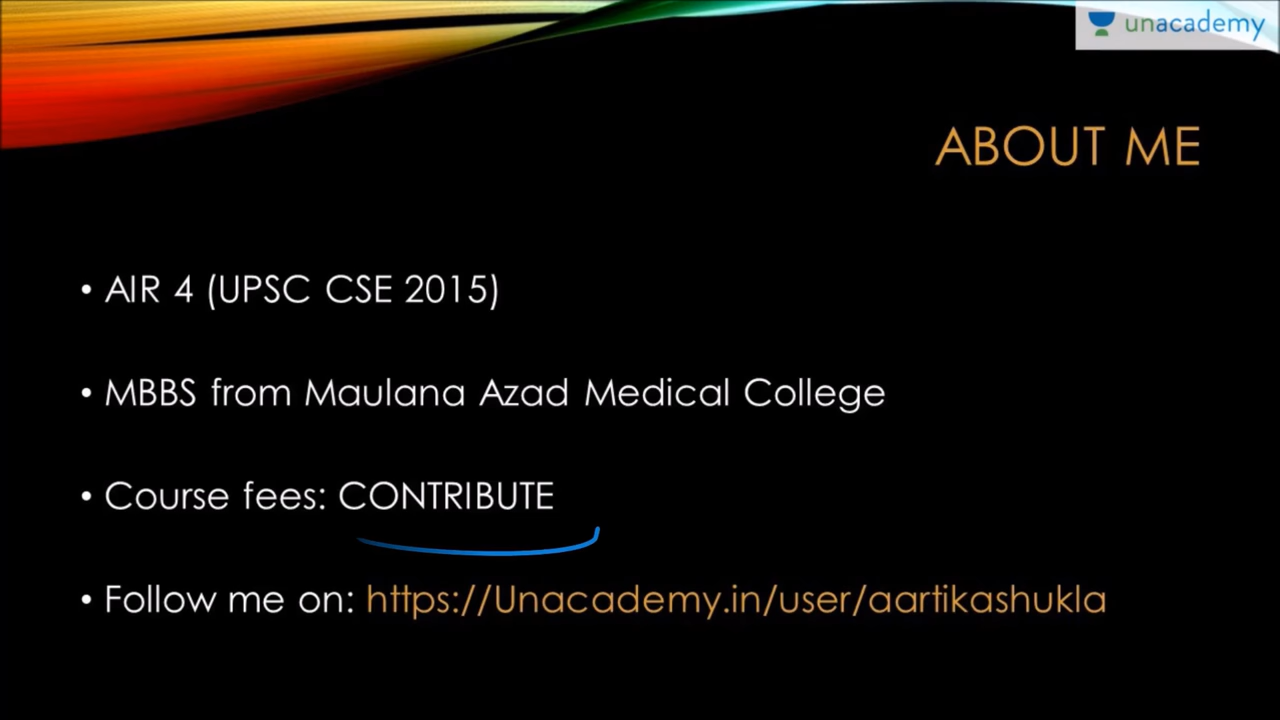 unacademy
ABOUT ME
• AIR 4 (UPSC CSE 2015)
• MBBS from Maulana Azad Medical College
• Course fees: CONTRIBUTE
• Follow me on: https://Unacademy.in/user/aartikashukla